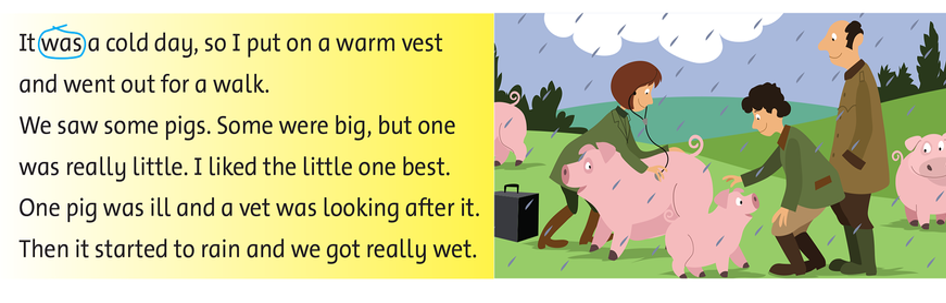 It was a cold day, so I put on a warm vest
and went out for a walk.
We saw some pigs. Some were big, but one
was really little. I liked the little one best.
One pig was ill and a vet was looking after it.
Then it started to rain and we got really wet.